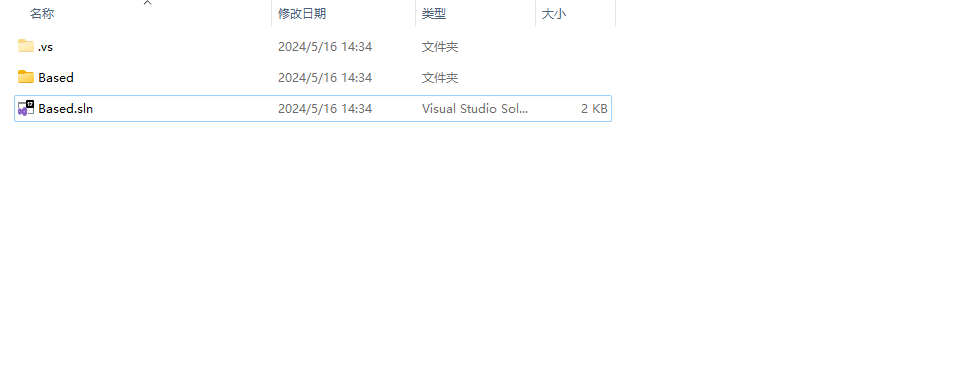 名称 修改日期 类型 大小
.vs 2024/5/16 14:34 文件夹
Based 2024/5/16 14:34 文件夹
Based.sln 2024/5/16 14:34 Visual Studio Sol... 2 KB